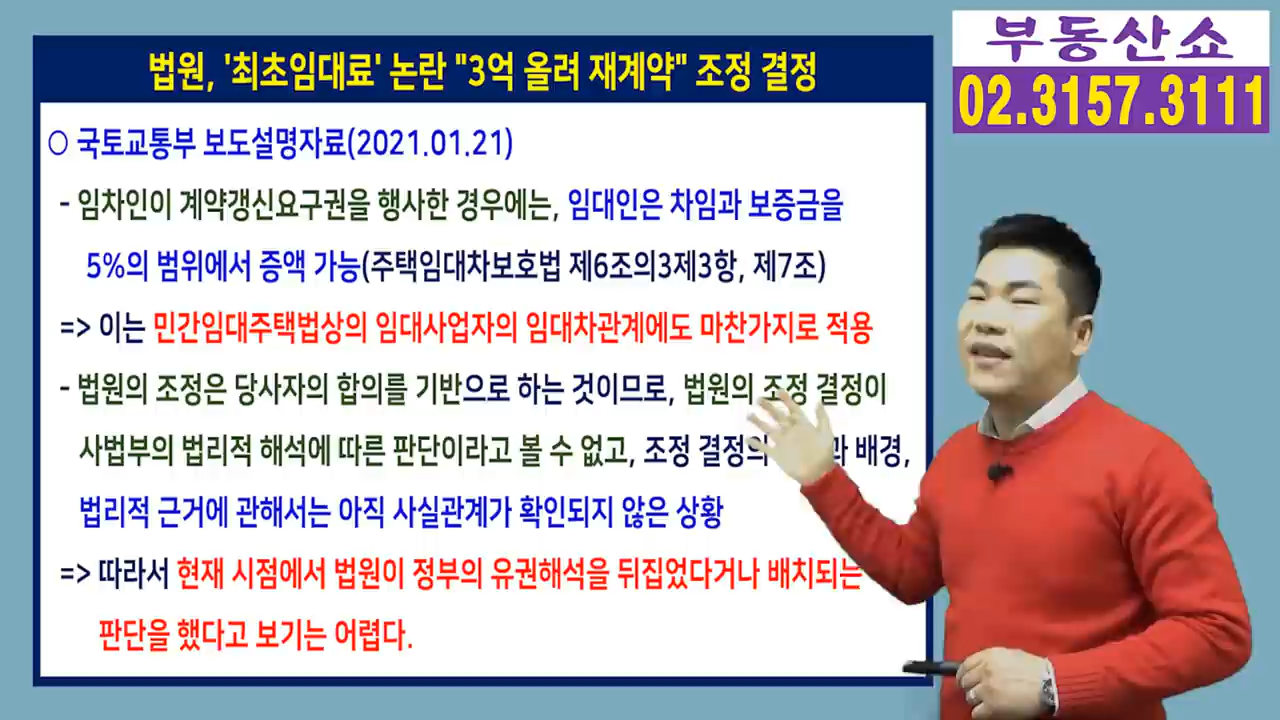 법원, '최초임대료' 논란 "3억 올려 재계약" 조정 결정
부동산쇼
02.3157.3111
○ 국토교통부 보도설명자료(2021.01.21)
- 임차인이 계약갱신요구권을 행사한 경우에는, 임대인은 차임과 보증금을
5%의 범위에서 증액 가능(주택임대차보호법 제6조의3제3항, 제7조)
=> 이는 민간임대주택법상의 임대사업자의 임대차관계에도 마찬가지로 적용
- 법원의 조정은 당사자의 합의를 기반으로 하는 것이므로, 법원의 조정 결정이
사법부의 법리적 해석에 따른 판단이라고 볼 수 없고, 조정 결정의 배경,
법리적 근거에 관해서는 아직 사실관계가 확인되지 않은 상황
=> 따라서 현재 시점에서 법원이 정부의 유권해석을 뒤집었다거나 배치되는
판단을 했다고 보기는 어렵다.